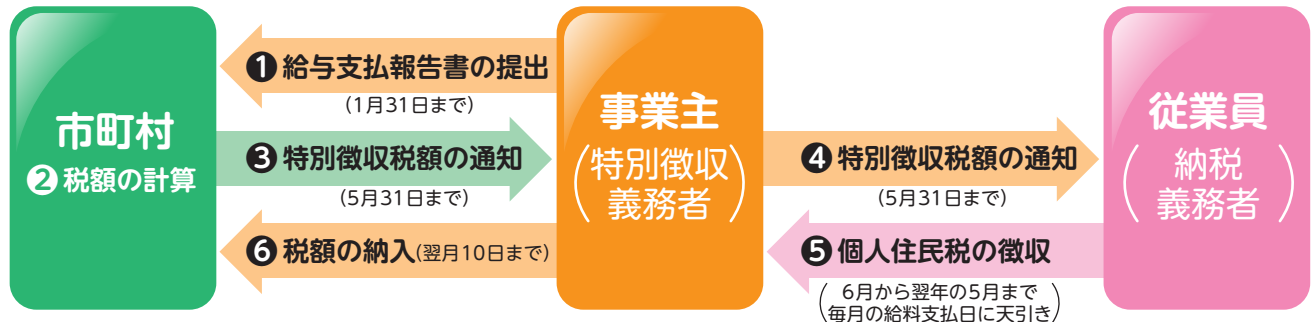 市町村
❷税額の計算
❶給与支払報告書の提出
(1月31日まで)
❸特別徴収税額の通知
(5月31日まで)
❻税額の納入(翌月10日まで)
事業主
(特別徴収
義務者)
❹特別徴収税額の通知
(5月31日まで)
❺個人住民税の徴収
(6月から翌年の5月まで
毎月の給料支払日に天引き)
従業員
(納税
義務者)